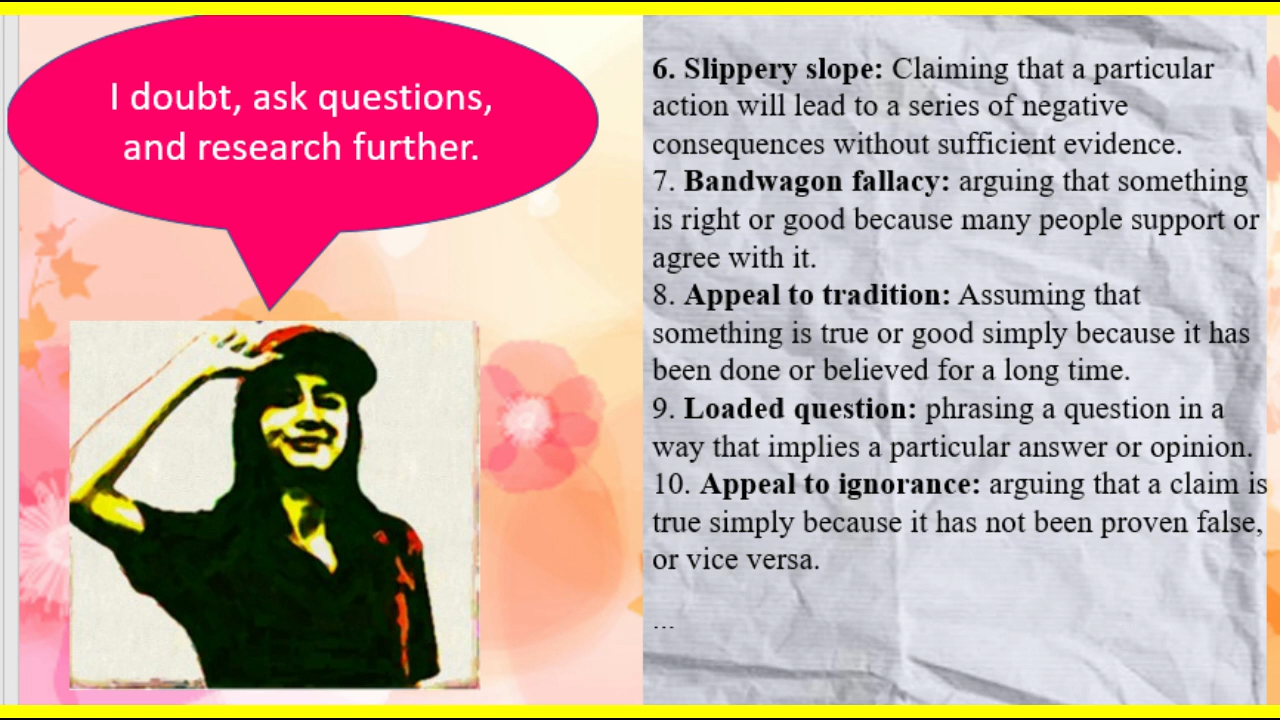 I doubt, ask questions,
and research further.
6. Slippery slope: Claiming that a particular
action will lead to a series of negative
consequences without sufficient evidence.
7. Bandwagon fallacy: arguing that something
is right or good because many people support or
agree with it.
8. Appeal to tradition: Assuming that
something is true or good simply because it has
been done or believed for a long time.
9. Loaded question: phrasing a question in a
way that implies a particular answer or opinion.
10. Appeal to ignorance: arguing that a claim is
true simply because it has not been proven false,
or vice versa.
...